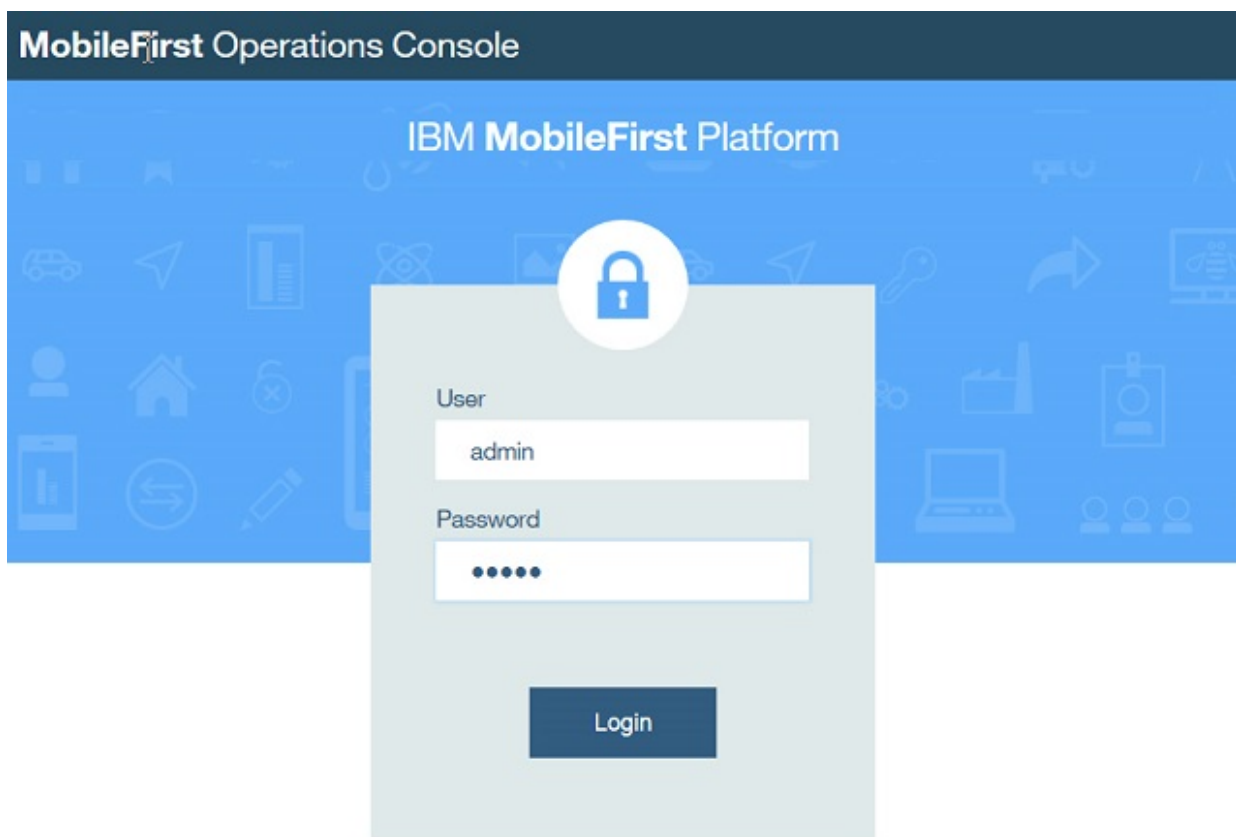 MobileFirst Operations Console
IBM MobileFirst Platform
User
admin
Password
•••••
Login